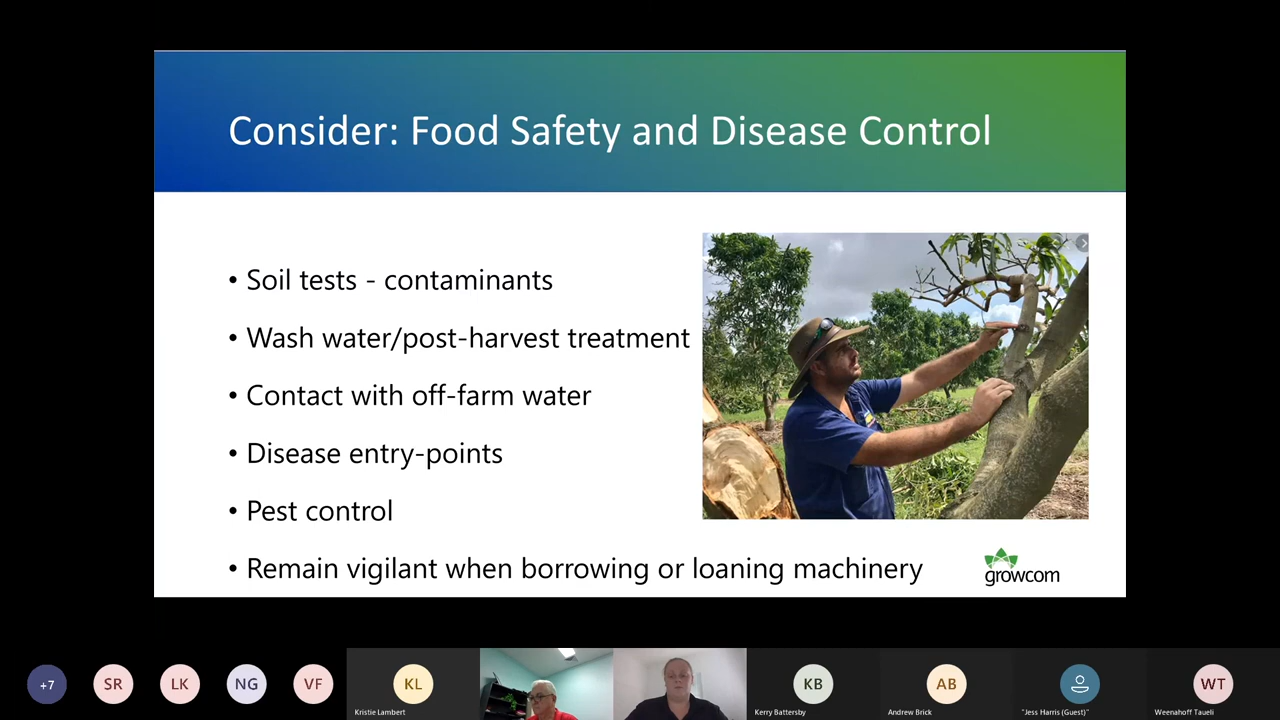 Consider: Food Safety and Disease Control
• Soil tests - contaminants
• Wash water/post-harvest treatment
• Contact with off-farm water
• Disease entry-points
• Pest control
• Remain vigilant when borrowing or loaning machinery
growcom
+7
SR
LK
NG
VF
KL
Kristie Lambert
KB
Kerry Battersby
AB
Andrew Brick
"Jess Harris (Guest)"
WT
Weenahoff Taueli